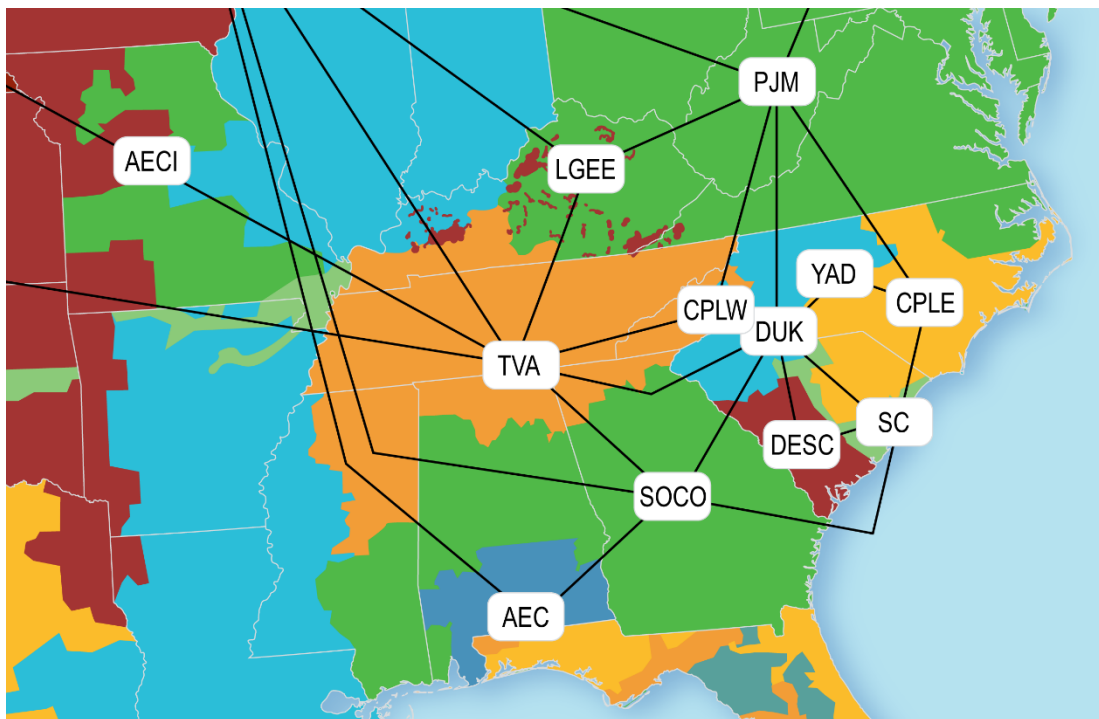 PJM
AECI
LGEE
YAD
CPLW
CPLE
DUK
TVA
SC
DESC
SOCO
AEC